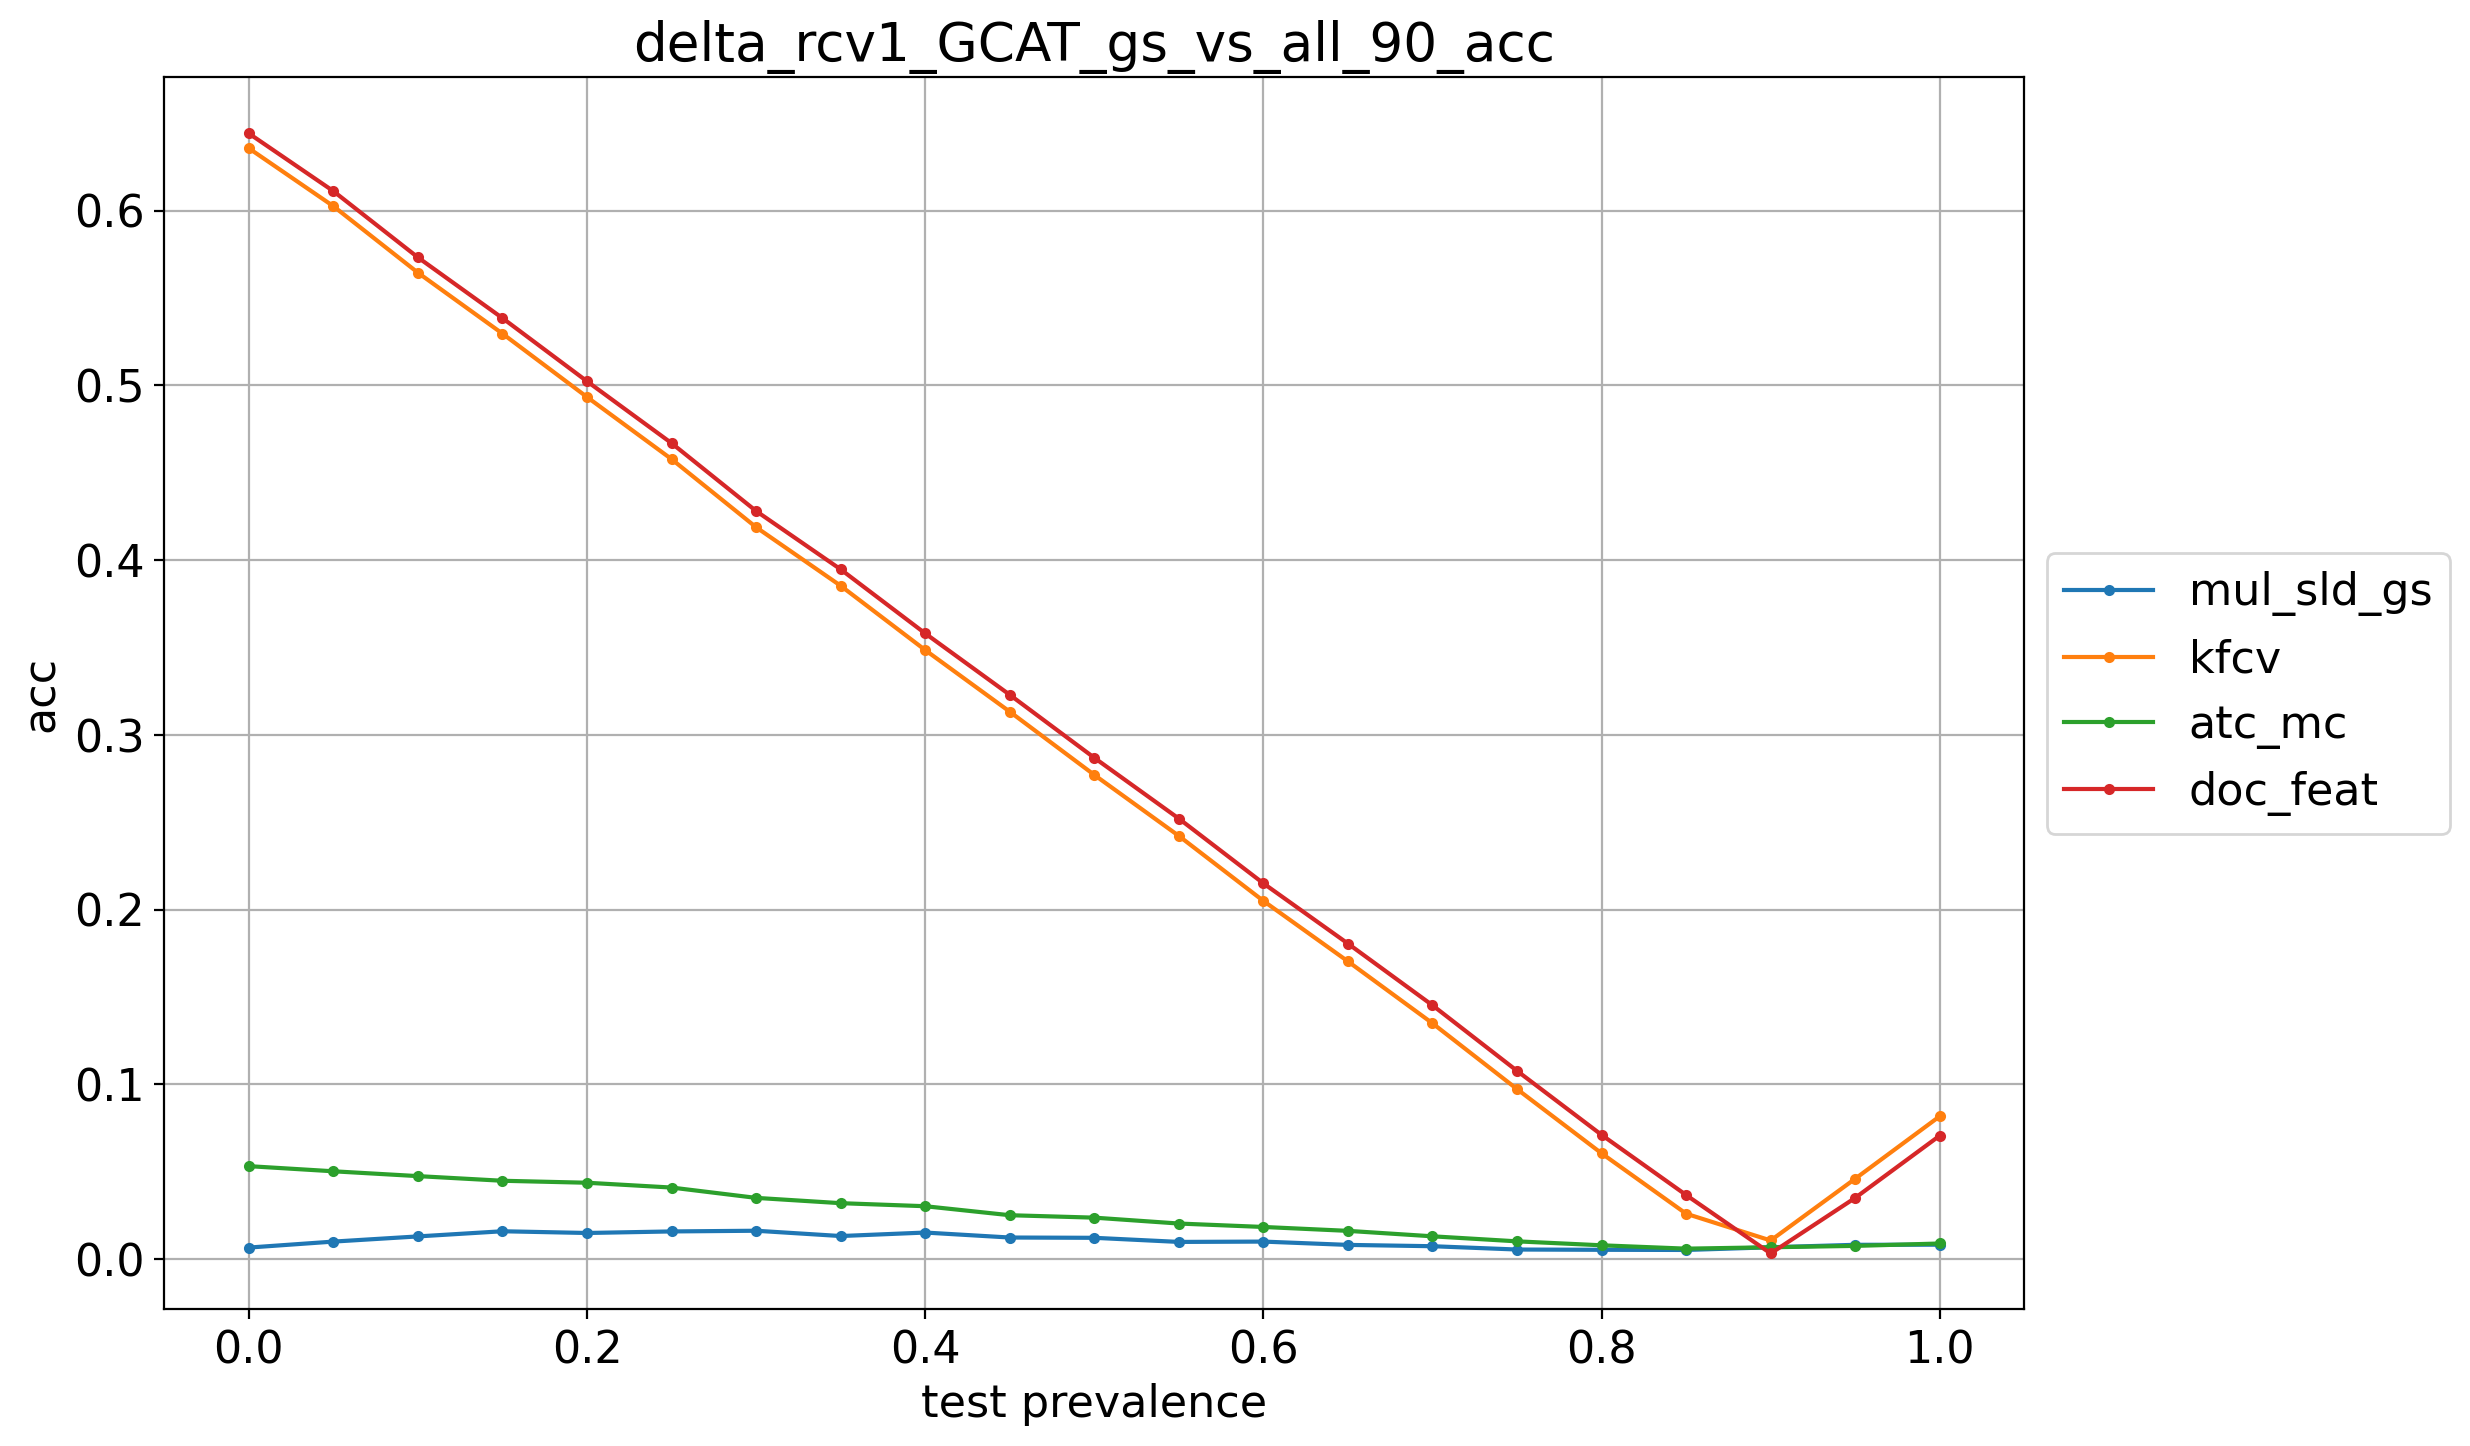 delta_rcv1_GCAT_gs_vs_all_90_acc
acc
0.6
0.5
0.4
0.3
0.2
0.1
0.0
0.0 0.2 0.4 0.6 0.8 1.0
test prevalence
mul_sld_gs
kfcv
atc_mc
doc_feat